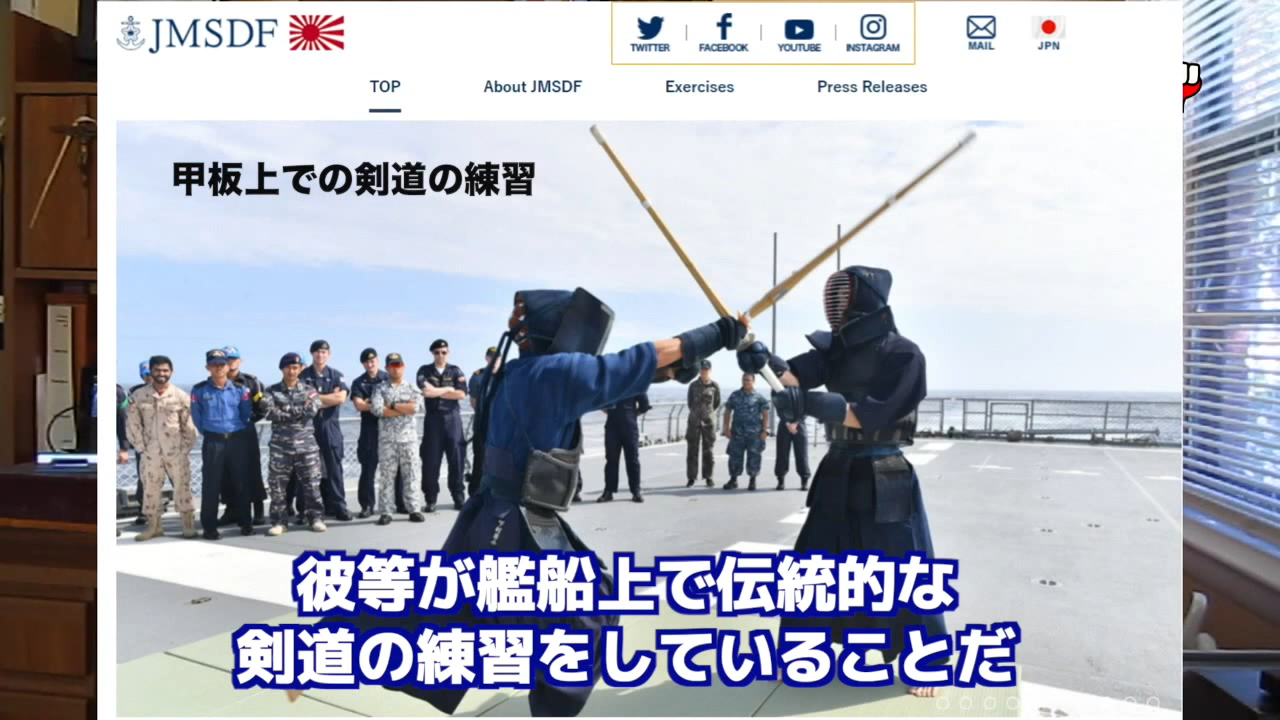 JMSDF
TWITTER
FACEBOOK
YOUTUBE
INSTAGRAM
MAIL
JPN
TOP
About JMSDF
Exercises
Press Releases
甲板上での剣道の練習
彼等が艦船上で伝統的な
剣道の練習をしていることだ